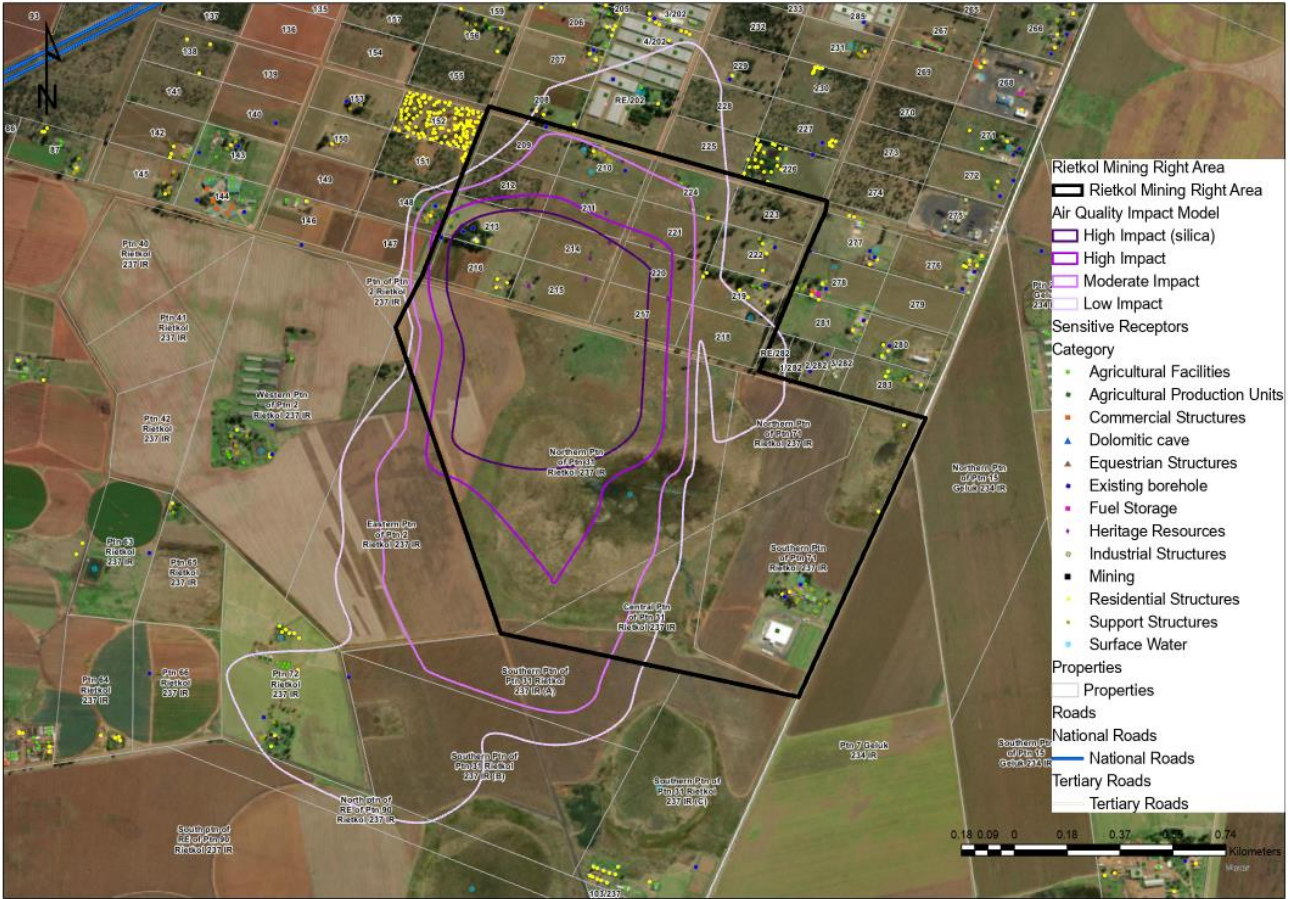 93
137
135
136
157
159
156
206
205
3/202
4/202
232
233
285
265
267
266
138
154
207
229
231
269
268
141
139
155
230
153
140
152
208
RE/202
228
270
N
86
87
142
143
150
151
209
225
227
226
273
271
145
144
149
210
224
274
272
148
212
211
223
275
146
147
213
214
221
222
277
276
216
215
220
219
278
279
217
218
281
280
RE/282
1/282
2/282
3/282
283
Ptn 40
Rietkol
237 IR
Ptn of Ptn
2 Rietkol
237 IR
Ptn 41
Rietkol
237 IR
Western Ptn
of Ptn 2
Rietkol 237 IR
Ptn 42
Rietkol
237 IR
Northern Ptn
of Ptn 71
Rietkol 237 IR
Northern Ptn
of Ptn 31
Rietkol 237 IR
Northern Ptn
of Ptn 15
Geluk 234 IR
Eastern Ptn
of Ptn 2
Rietkol 237 IR
Ptn 63
Rietkol
237 IR
Ptn 65
Rietkol
237 IR
Southern Ptn
of Ptn 71
Rietkol 237 IR
Central Ptn
of Ptn 31
Rietkol 237 IR
Ptn 64
Rietkol
237 IR
Ptn 66
Rietkol
237 IR
Ptn 72
Rietkol
237 IR
Southern Ptn of
Ptn 31 Rietkol
237 IR (A)
Southern Ptn of
Ptn 31 Rietkol
237 IR (B)
Southern Ptn of
Ptn 31 Rietkol
237 IR (C)
Ptn 7 Geluk
234 IR
Southern Ptn
of Ptn 15
Geluk 234 IR
North ptn of
RE of Ptn 90
Rietkol 237 IR
South ptn of
RE of Ptn 90
Rietkol 237 IR
103/237
Rietkol Mining Right Area
Rietkol Mining Right Area
Air Quality Impact Model
High Impact (silica)
High Impact
Moderate Impact
Low Impact
Sensitive Receptors
Category
Agricultural Facilities
Agricultural Production Units
Commercial Structures
Dolomitic cave
Equestrian Structures
Existing borehole
Fuel Storage
Heritage Resources
Industrial Structures
Mining
Residential Structures
Support Structures
Surface Water
Properties
Properties
Roads
National Roads
National Roads
Tertiary Roads
Tertiary Roads
0.18 0.09 0 0.18 0.37 0.55 0.74
Kilometers
Maxar